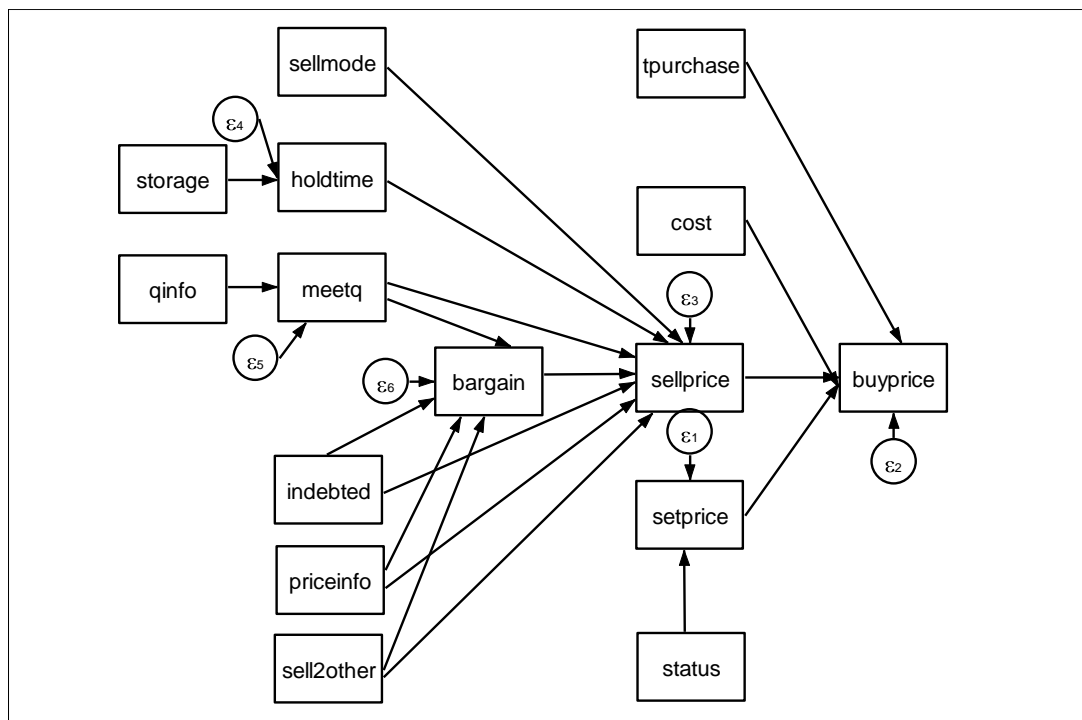 sellmode
tpurchase
ε4
storage
holdtime
cost
qinfo
meetq
ε3
ε5
ε6
bargain
sellprice
buyprice
ε1
ε2
indebted
setprice
priceinfo
sell2other
status